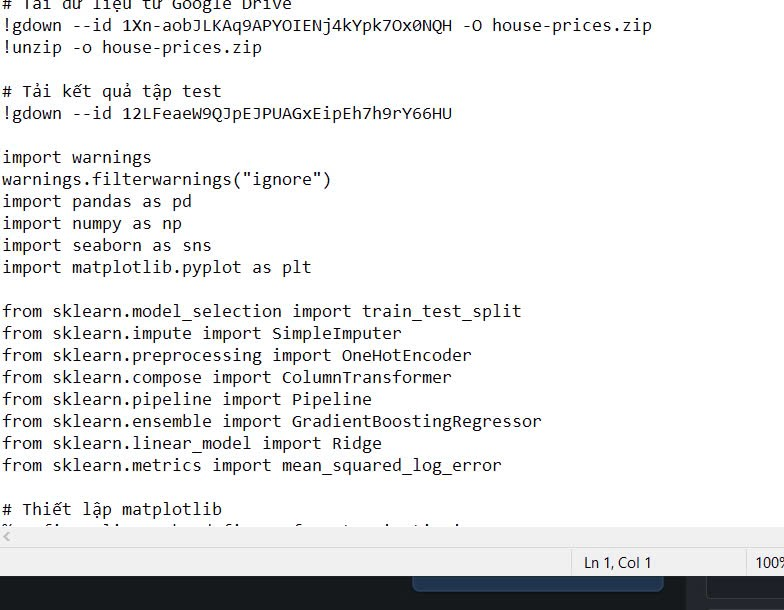 # Tải dữ liệu từ Google Drive
!gdown --id 1Xn-aobJLKAq9APYOIENj4kYpk7Ox0NQH -O house-prices.zip
!unzip -o house-prices.zip
# Tải kết quả tập test
!gdown --id 12LFeaeW9QJpEJPUAGxEipEh7h9rY66HU
import warnings
warnings.filterwarnings("ignore")
import pandas as pd
import numpy as np
import seaborn as sns
import matplotlib.pyplot as plt
from sklearn.model_selection import train_test_split
from sklearn.impute import SimpleImputer
from sklearn.preprocessing import OneHotEncoder
from sklearn.compose import ColumnTransformer
from sklearn.pipeline import Pipeline
from sklearn.ensemble import GradientBoostingRegressor
from sklearn.linear_model import Ridge
from sklearn.metrics import mean_squared_log_error
# Thiết lập matplotlib
Ln 1, Col 1
100%